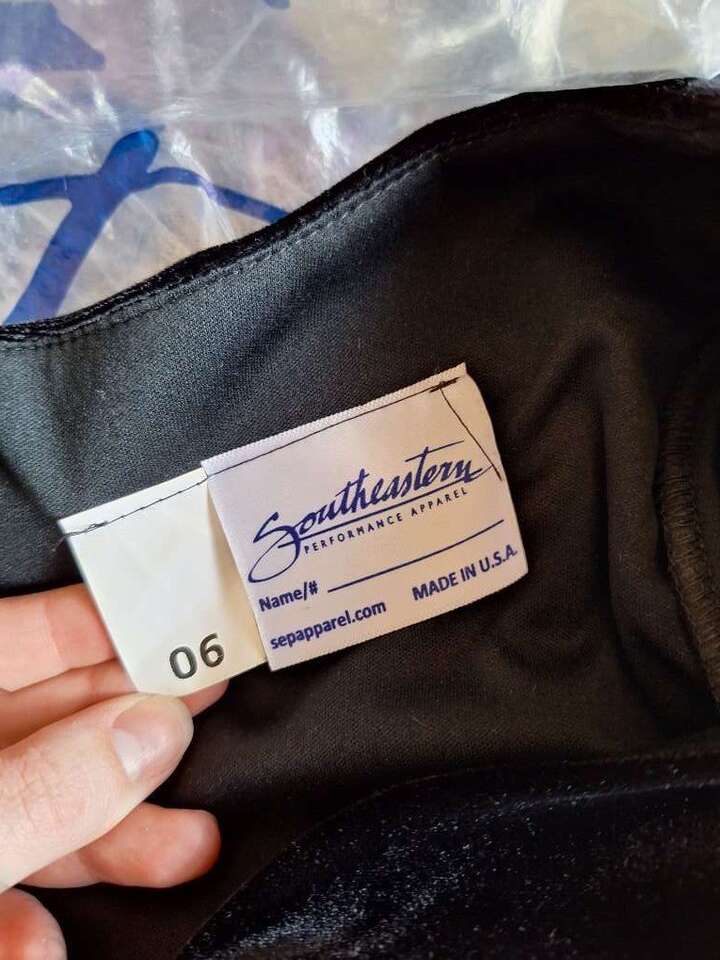 Southeastern
PERFORMANCE APPAREL
Name/#
MADE IN U.S.A.
sepapparel.com
06